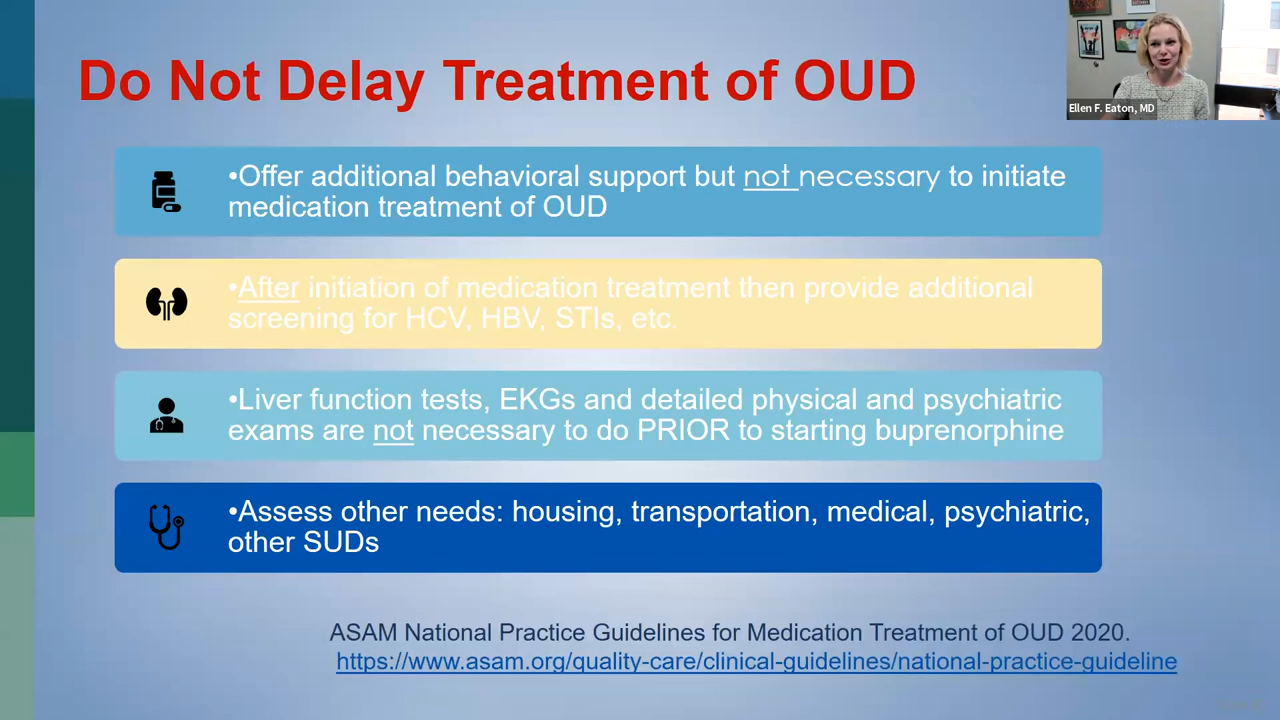 Do Not Delay Treatment of OUD
Ellen F. Eaton, MD
•Offer additional behavioral support but not necessary to initiate
medication treatment of OUD
•After initiation of medication treatment then provide additional
screening for HCV, HBV, STIs, etc.
•Liver function tests, EKGs and detailed physical and psychiatric
exams are not necessary to do PRIOR to starting buprenorphine
•Assess other needs: housing, transportation, medical, psychiatric,
other SUDs
ASAM National Practice Guidelines for Medication Treatment of OUD 2020.
https://www.asam.org/quality-care/clinical-guidelines/national-practice-guideline